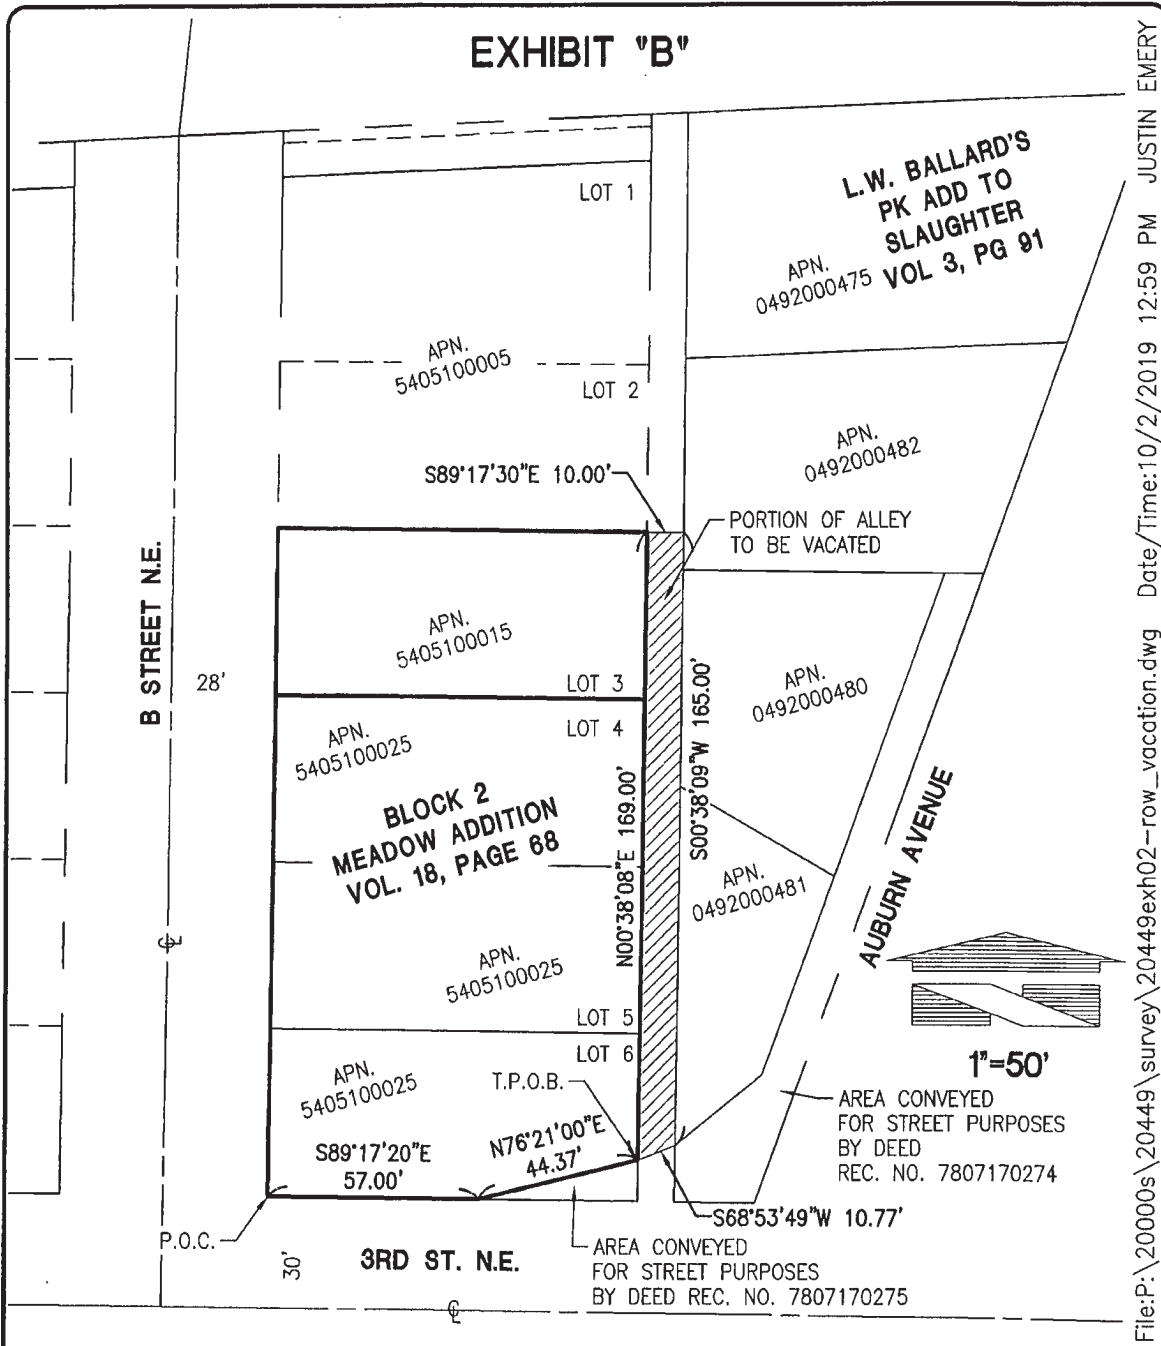 EXHIBIT "B"
L.W. BALLARD'S
PK ADD TO
SLAUGHTER
VOL 3, PG 91
LOT 1
APN.
0492000475
APN.
5405100005
LOT 2
APN.
0492000482
S89°17'30"E 10.00'
PORTION OF ALLEY
TO BE VACATED
B STREET N.E.
28'
APN.
5405100015
LOT 3
APN.
0492000480
LOT 4
APN.
5405100025
BLOCK 2
MEADOW ADDITION
VOL. 18, PAGE 68
N00°38'08"E 169.00'
S00°38'09"W 165.00'
APN.
0492000481
AUBURN AVENUE
APN.
5405100025
LOT 5
LOT 6
1"=50'
APN.
5405100025
T.P.O.B.
AREA CONVEYED
FOR STREET PURPOSES
BY DEED
REC. NO. 7807170274
S89°17'20"E
57.00'
N76°21'00"E
44.37'
S68°53'49"W 10.77'
P.O.C.
30'
3RD ST. N.E.
AREA CONVEYED
FOR STREET PURPOSES
BY DEED REC. NO. 7807170275
℄
℄
File:P:\20000s\20449\survey\20449exh02-row_vacation.dwg Date/Time:10/2/2019 12:59 PM JUSTIN EMERY